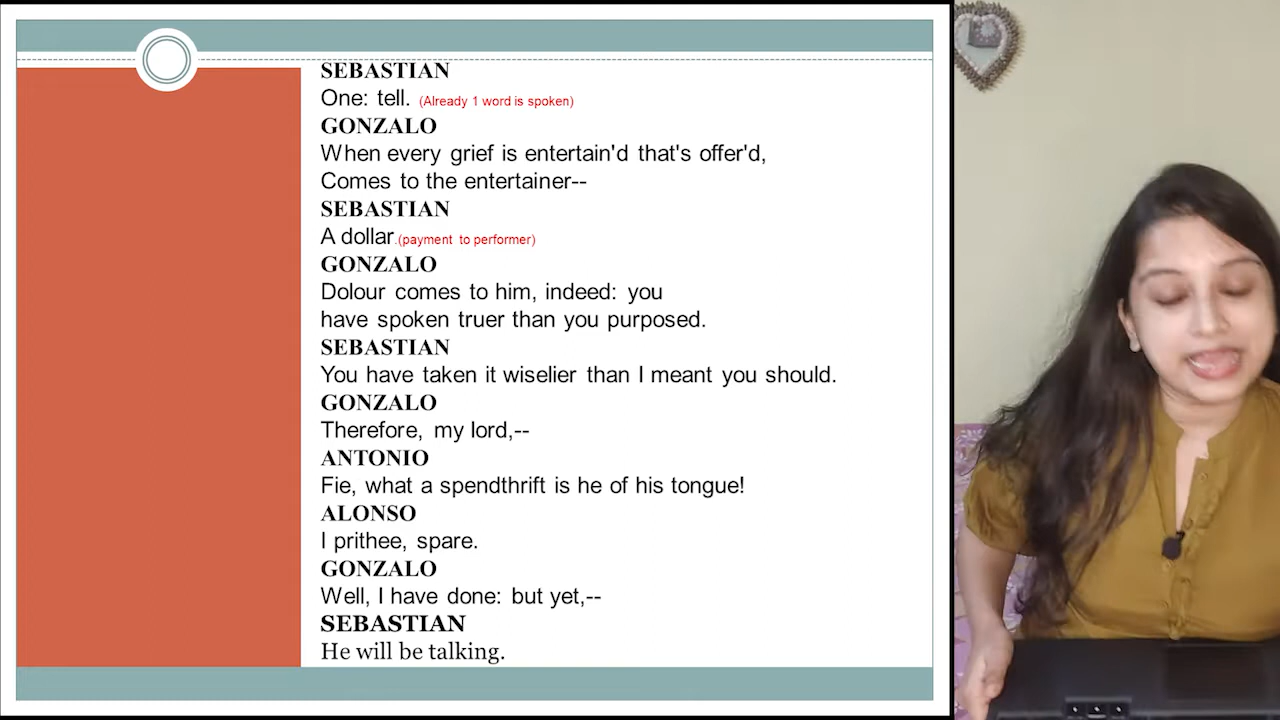 SEBASTIAN
One: tell. (Already 1 word is spoken)
GONZALO
When every grief is entertain'd that's offer'd,
Comes to the entertainer--
SEBASTIAN
A dollar.(payment to performer)
GONZALO
Dolour comes to him, indeed: you
have spoken truer than you purposed.
SEBASTIAN
You have taken it wiselier than I meant you should.
GONZALO
Therefore, my lord,--
ANTONIO
Fie, what a spendthrift is he of his tongue!
ALONSO
I prithee, spare.
GONZALO
Well, I have done: but yet,--
SEBASTIAN
He will be talking.